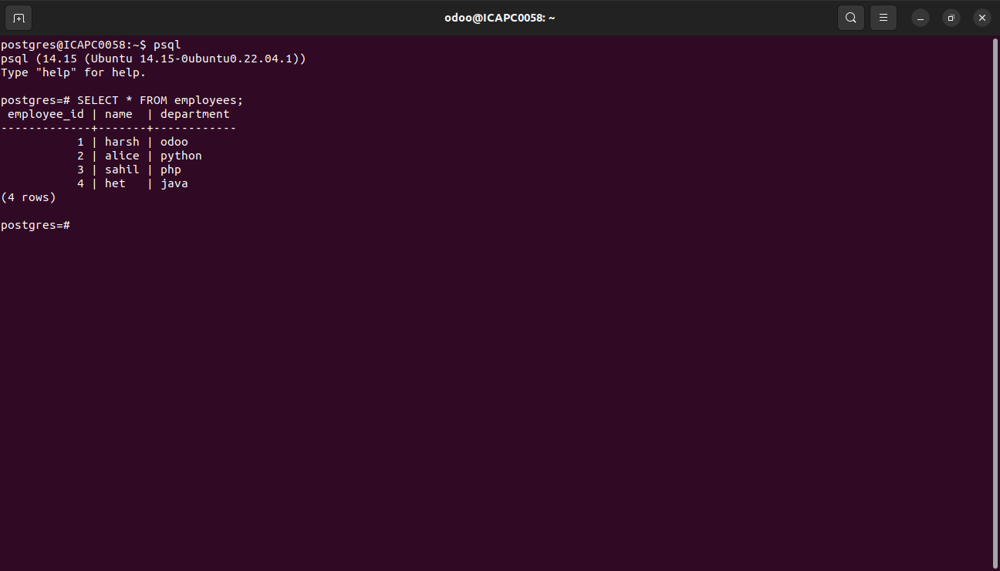 odoo@ICAPC0058: ~
postgres@ICAPC0058:~$ psql
psql (14.15 (Ubuntu 14.15-0ubuntu0.22.04.1))
Type "help" for help.
postgres=# SELECT * FROM employees;
 employee_id | name  | department
-------------+-------+------------
           1 | harsh | odoo
           2 | alice | python
           3 | sahil | php
           4 | het   | java
(4 rows)
postgres=#